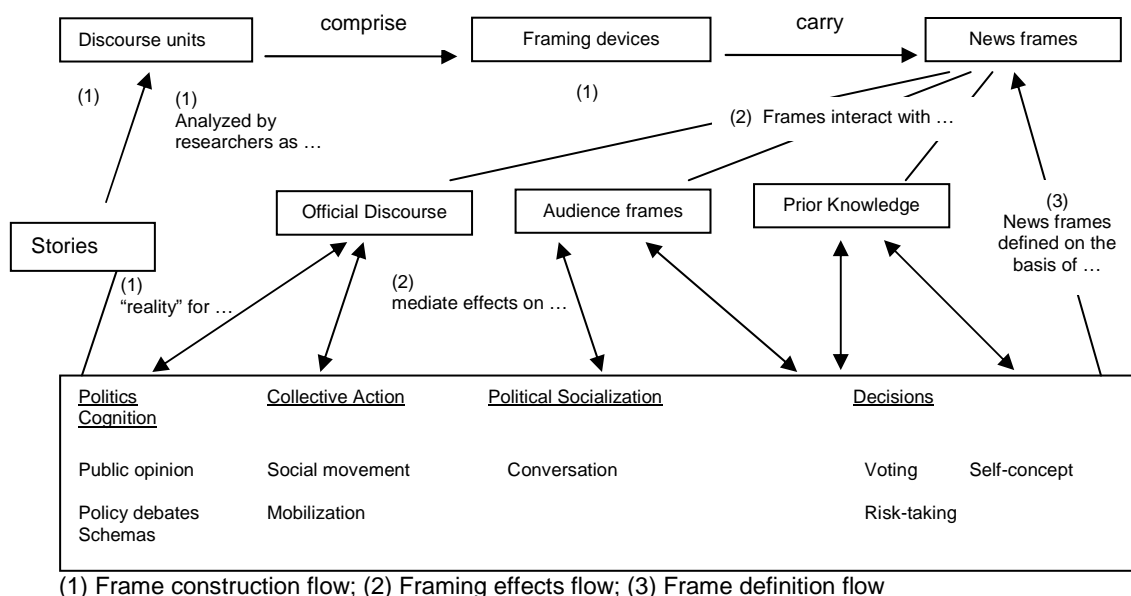 comprise
carry
Discourse units
Framing devices
News frames
(1)
(1)
Analyzed by
researchers as …
(1)
(2) Frames interact with …
Official Discourse
Audience frames
Prior Knowledge
(3)
News frames
defined on the
basis of …
Stories
(1)
“reality” for …
(2)
mediate effects on …
Politics
Cognition
Collective Action
Political Socialization
Decisions
Public opinion
Social movement
Conversation
Voting
Self-concept
Policy debates
Schemas
Mobilization
Risk-taking
(1) Frame construction flow; (2) Framing effects flow; (3) Frame definition flow